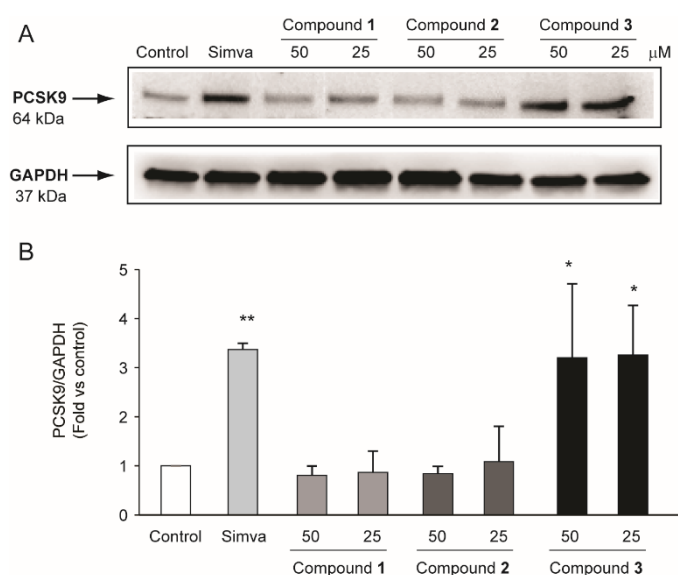 A
Compound 1 Compound 2 Compound 3
Control Simva 50 25 50 25 50 25 μM
PCSK9
64 kDa
GAPDH
37 kDa
B
PCSK9/GAPDH
(Fold vs control)
5
4
3
2
1
0
** * *
Control Simva 50 25 50 25 50 25
Compound 1 Compound 2 Compound 3